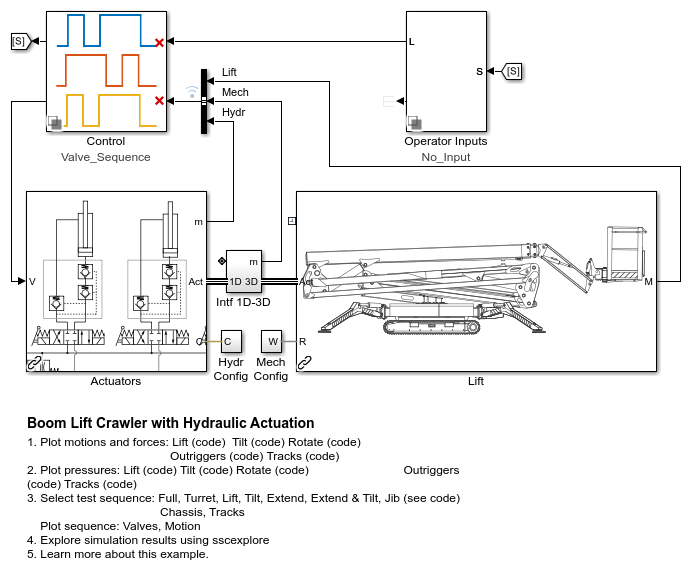 [S]
L
S
[S]
Lift
Mech
Hydr
Control
Valve_Sequence
Operator Inputs
No_Input
V
m
Act
C
m
1D 3D
Intf 1D-3D
C
Hydr
Config
W
Mech
Config
Act
R
M
Actuators
Lift
Boom Lift Crawler with Hydraulic Actuation
1. Plot motions and forces: Lift (code) Tilt (code) Rotate (code)
Outriggers (code) Tracks (code)
2. Plot pressures: Lift (code) Tilt (code) Rotate (code) Outriggers
(code) Tracks (code)
3. Select test sequence: Full, Turret, Lift, Tilt, Extend, Extend & Tilt, Jib (see code)
Chassis, Tracks
Plot sequence: Valves, Motion
4. Explore simulation results using sscexplore
5. Learn more about this example.